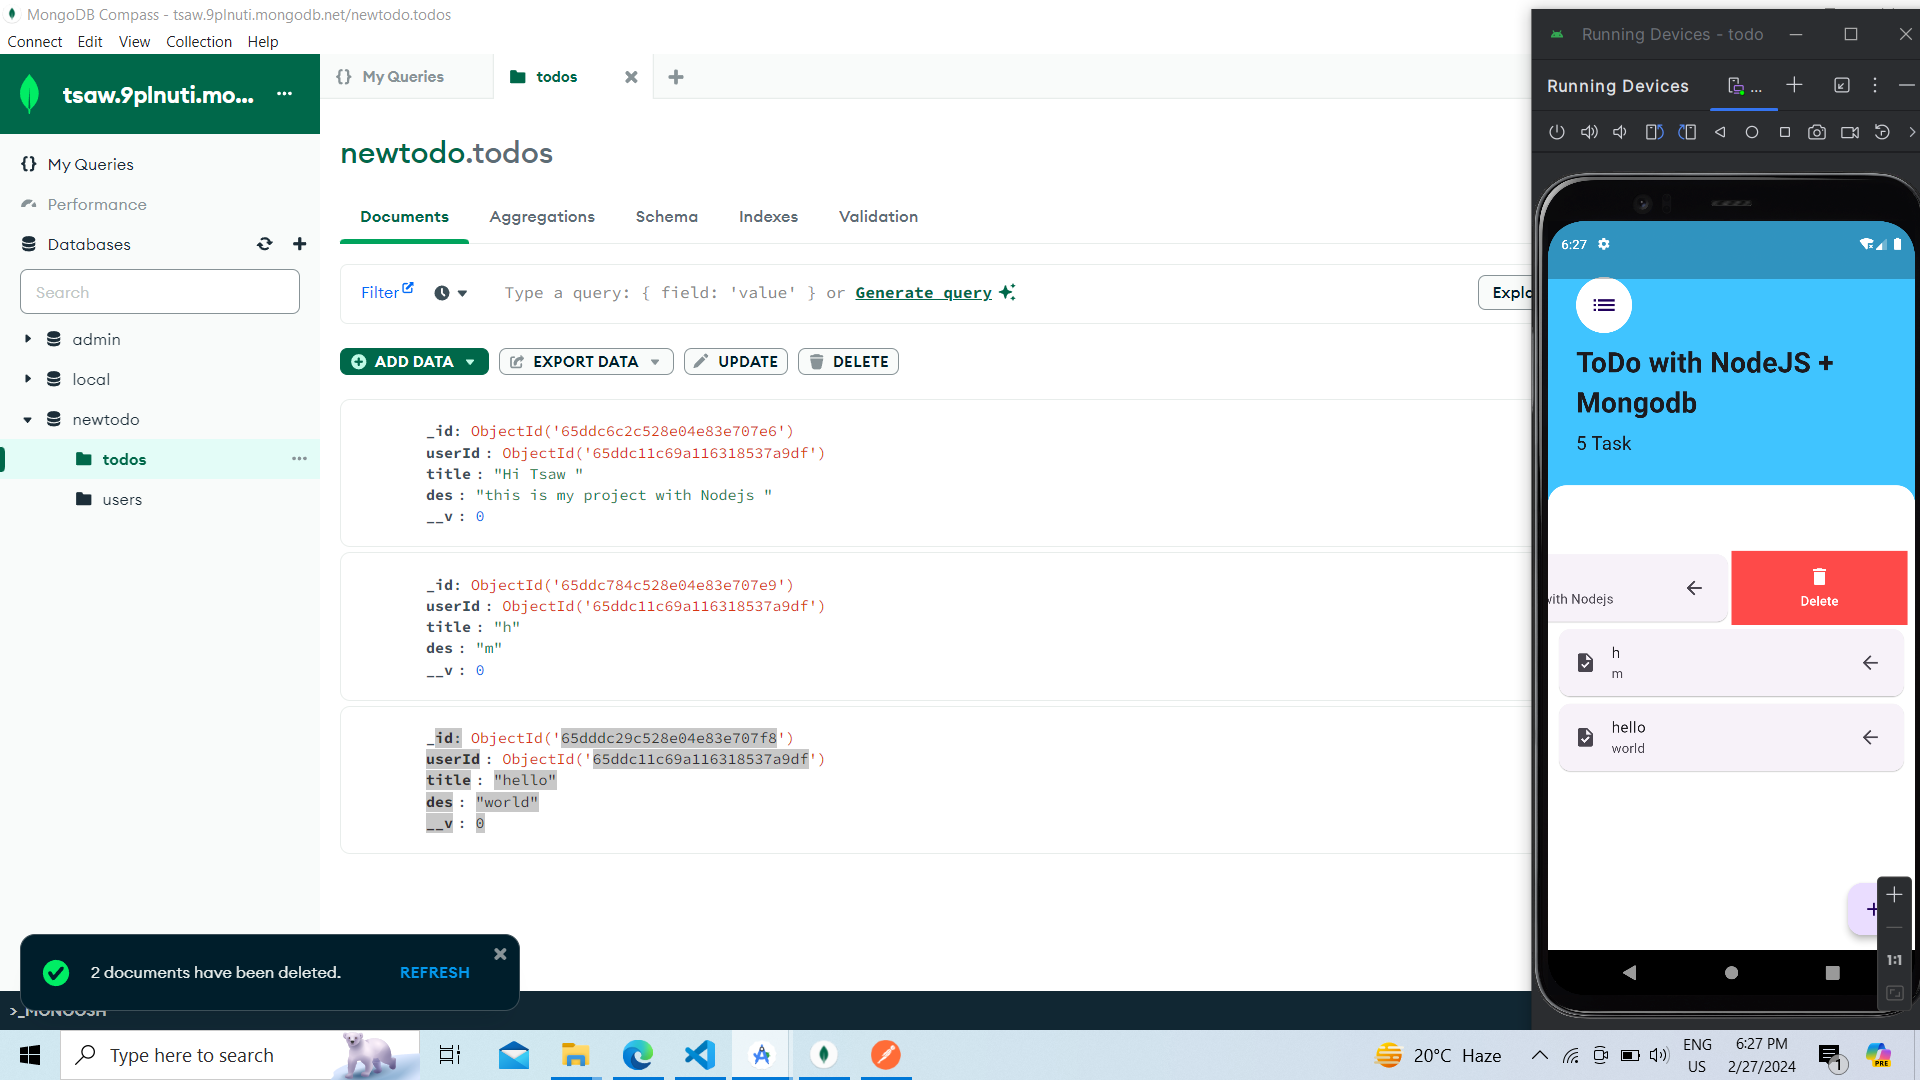 MongoDB Compass - tsaw.9plnuti.mongodb.net/newtodo.todos
Connect Edit View Collection Help
tsaw.9plnuti.mo... ...
My Queries
Performance
Databases
Search
admin
local
newtodo
todos
users
{} My Queries
todos
newtodo.todos
Documents Aggregations Schema Indexes Validation
Filter
Type a query: { field: 'value' } or Generate query
Explo
ADD DATA EXPORT DATA UPDATE DELETE
_id: ObjectId('65ddc6c2c528e04e83e707e6')
userId : ObjectId('65ddc11c69a116318537a9df')
title : "Hi Tsaw "
des : "this is my project with Nodejs "
__v : 0
_id: ObjectId('65ddc784c528e04e83e707e9')
userId : ObjectId('65ddc11c69a116318537a9df')
title : "h"
des : "m"
__v : 0
_id: ObjectId('65dddc29c528e04e83e707f8')
userId : ObjectId('65ddc11c69a116318537a9df')
title : "hello"
des : "world"
__v : 0
2 documents have been deleted. REFRESH
>_MONGOSH
Running Devices - todo
Running Devices ...
6:27
ToDo with NodeJS +
Mongodb
5 Task
with Nodejs
Delete
h
m
hello
world
1:1
Type here to search
20°C Haze
ENG
US
6:27 PM
2/27/2024
1
PRE